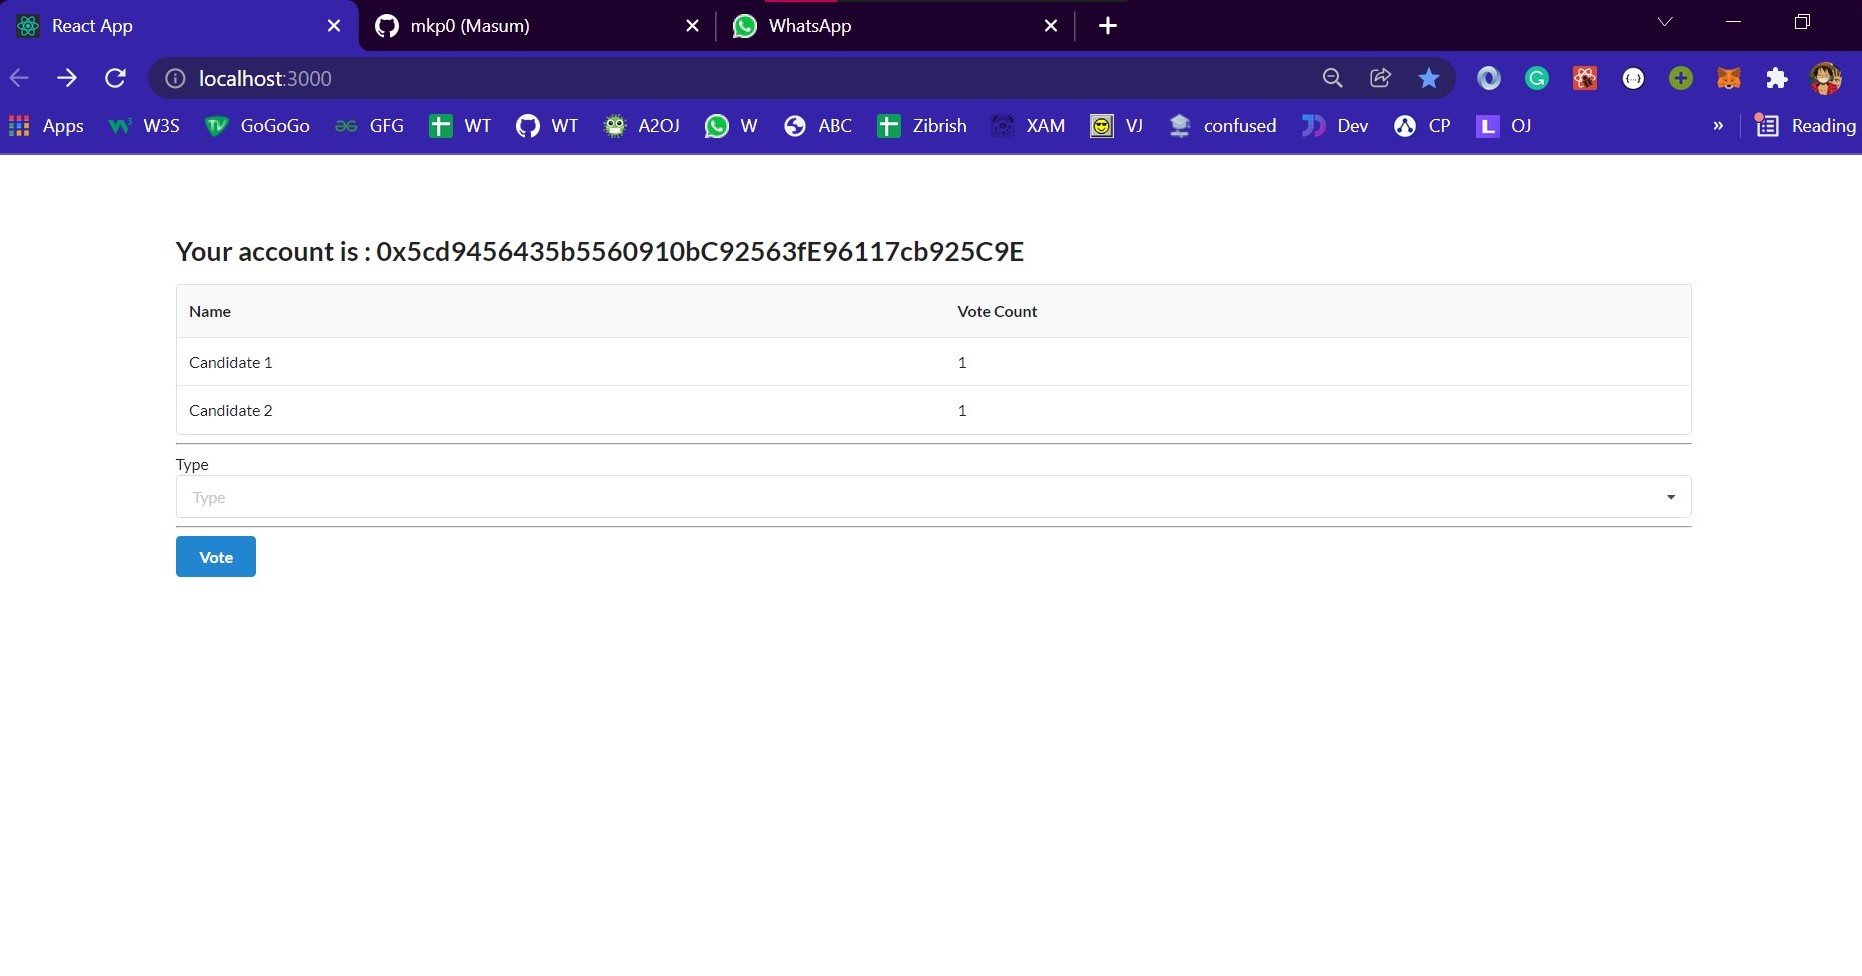 React App
mkp0 (Masum)
WhatsApp
localhost:3000
Apps W3S GoGoGo GFG WT WT A2OJ W ABC Zibrish XAM VJ confused Dev CP OJ » Reading
Your account is : 0x5cd9456435b5560910bC92563fE96117cb925C9E
Name Vote Count
Candidate 1 1
Candidate 2 1
Type
Type
Vote